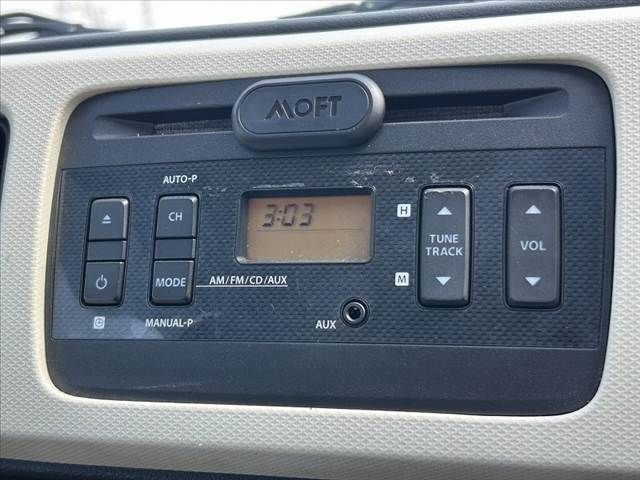 MOFT
AUTO-P
CH
3:03
H
TUNE
TRACK
VOL
MODE
AM/FM/CD/AUX
M
C
MANUAL-P
AUX